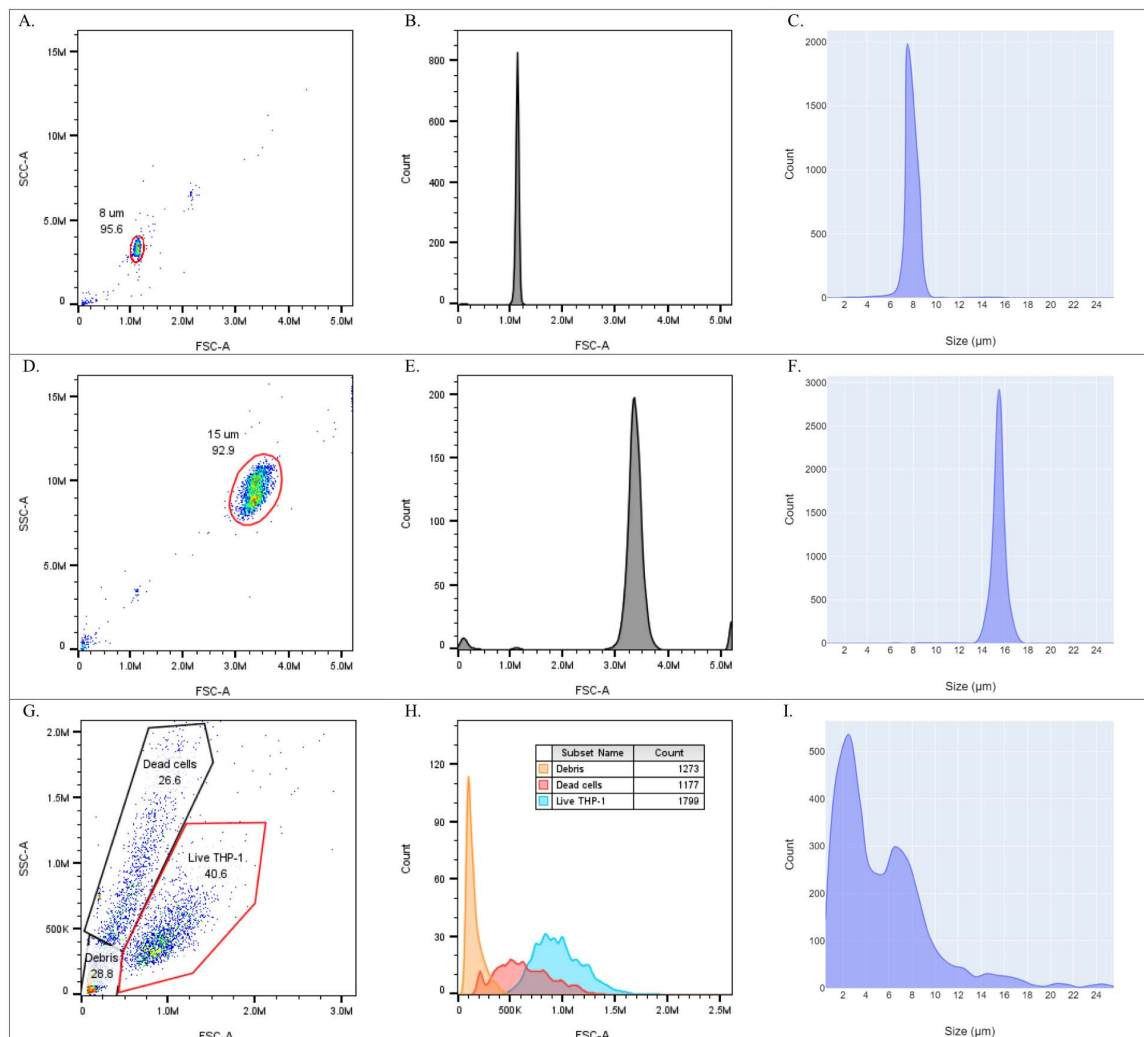 A.
15M
10M
5.0M
0
SCC-A
8 um
95.6
0
1.0M
2.0M
3.0M
4.0M
5.0M
FSC-A
B.
800
600
400
200
0
Count
0
1.0M
2.0M
3.0M
4.0M
5.0M
FSC-A
C.
2000
1500
1000
500
0
Count
2 4 6 8 10 12 14 16 18 20 22 24
Size (µm)
D.
15M
10M
5.0M
0
SSC-A
15 um
92.9
0
1.0M
2.0M
3.0M
4.0M
5.0M
FSC-A
E.
200
150
100
50
0
Count
0
1.0M
2.0M
3.0M
4.0M
5.0M
FSC-A
F.
3000
2500
2000
1500
1000
500
0
Count
2 4 6 8 10 12 14 16 18 20 22 24
Size (µm)
G.
2.0M
1.5M
1.0M
500K
0
SSC-A
Dead cells
26.6
Live THP-1
40.6
Debris
28.8
0
1.0M
2.0M
3.0M
FSC-A
H.
120
90
60
30
0
Count
Subset Name Count
Debris 1273
Dead cells 1177
Live THP-1 1799
0
500K
1.0M
1.5M
2.0M
2.5M
FSC-A
I.
500
400
300
200
100
0
Count
2 4 6 8 10 12 14 16 18 20 22 24
Size (µm)